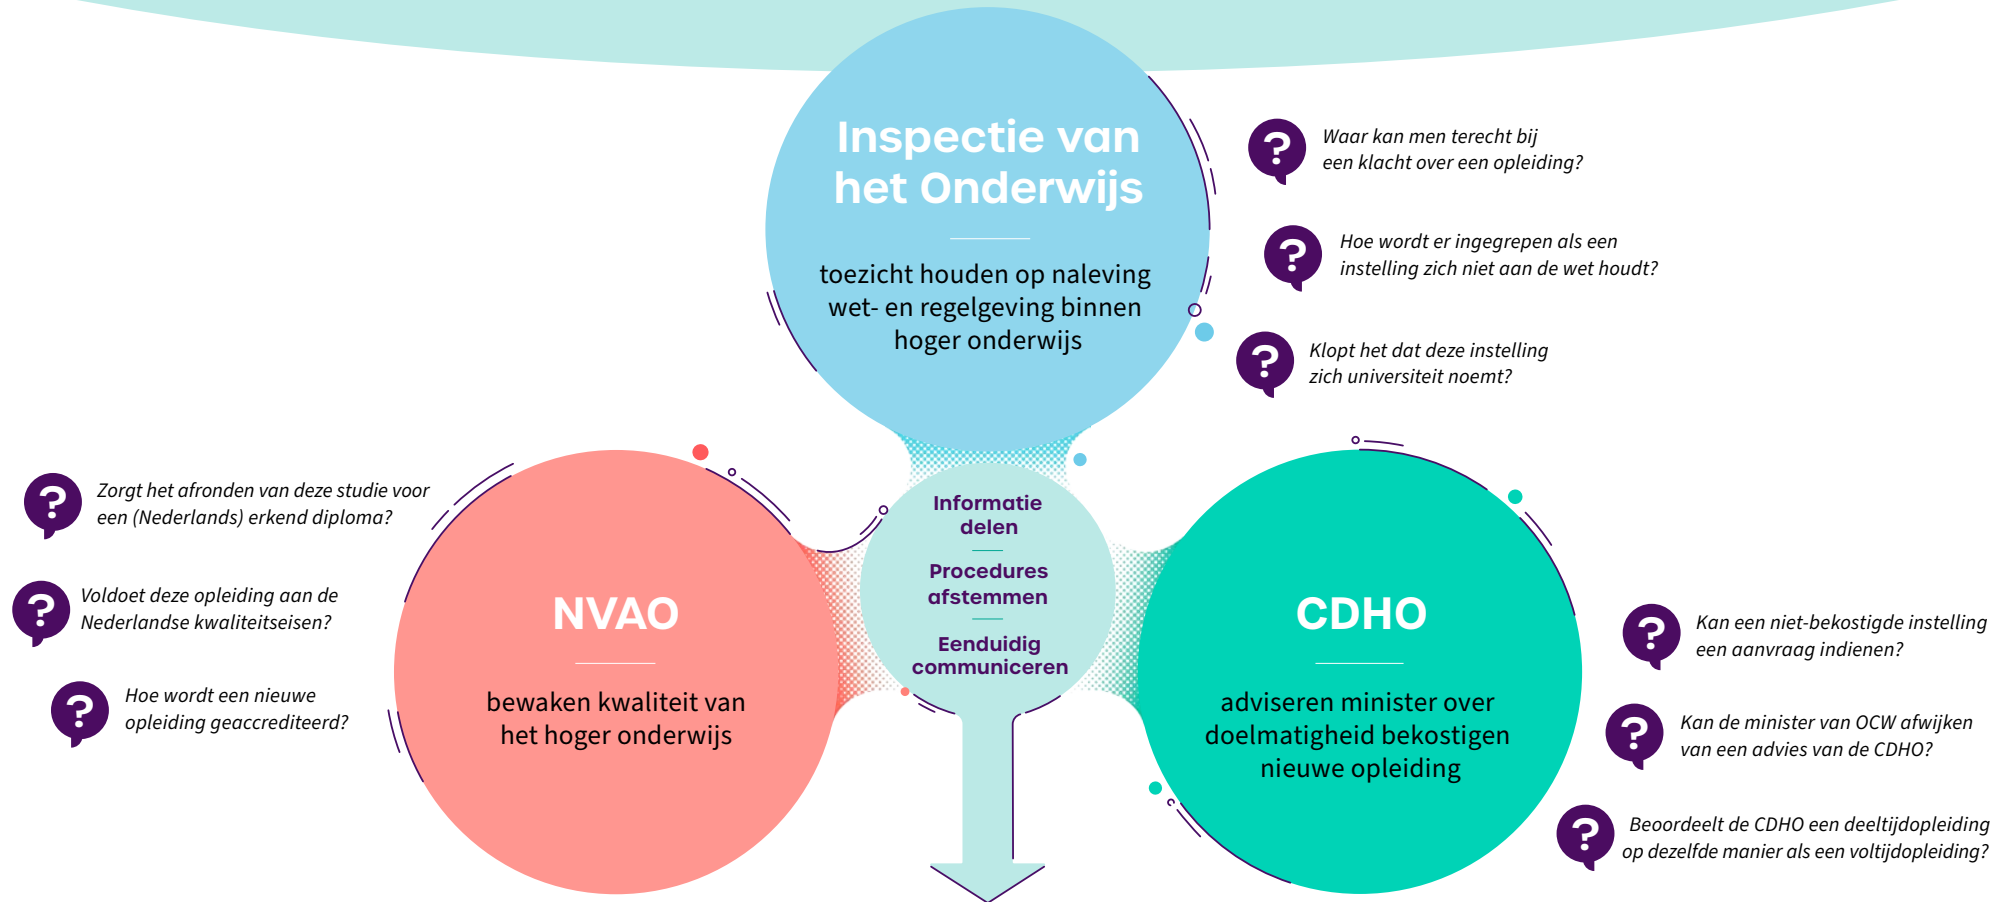 Inspectie van
het Onderwijs
toezicht houden op naleving
wet- en regelgeving binnen
hoger onderwijs
Waar kan men terecht bij
een klacht over een opleiding?
Hoe wordt er ingegrepen als een
instelling zich niet aan de wet houdt?
Klopt het dat deze instelling
zich universiteit noemt?
Zorgt het afronden van deze studie voor
een (Nederlands) erkend diploma?
Voldoet deze opleiding aan de
Nederlandse kwaliteitseisen?
Hoe wordt een nieuwe
opleiding geaccrediteerd?
NVAO
bewaken kwaliteit van
het hoger onderwijs
Informatie
delen
Procedures
afstemmen
Eenduidig
communiceren
CDHO
adviseren minister over
doelmatigheid bekostigen
nieuwe opleiding
Kan een niet-bekostigde instelling
een aanvraag indienen?
Kan de minister van OCW afwijken
van een advies van de CDHO?
Beoordeelt de CDHO een deeltijdopleiding
op dezelfde manier als een voltijdopleiding?